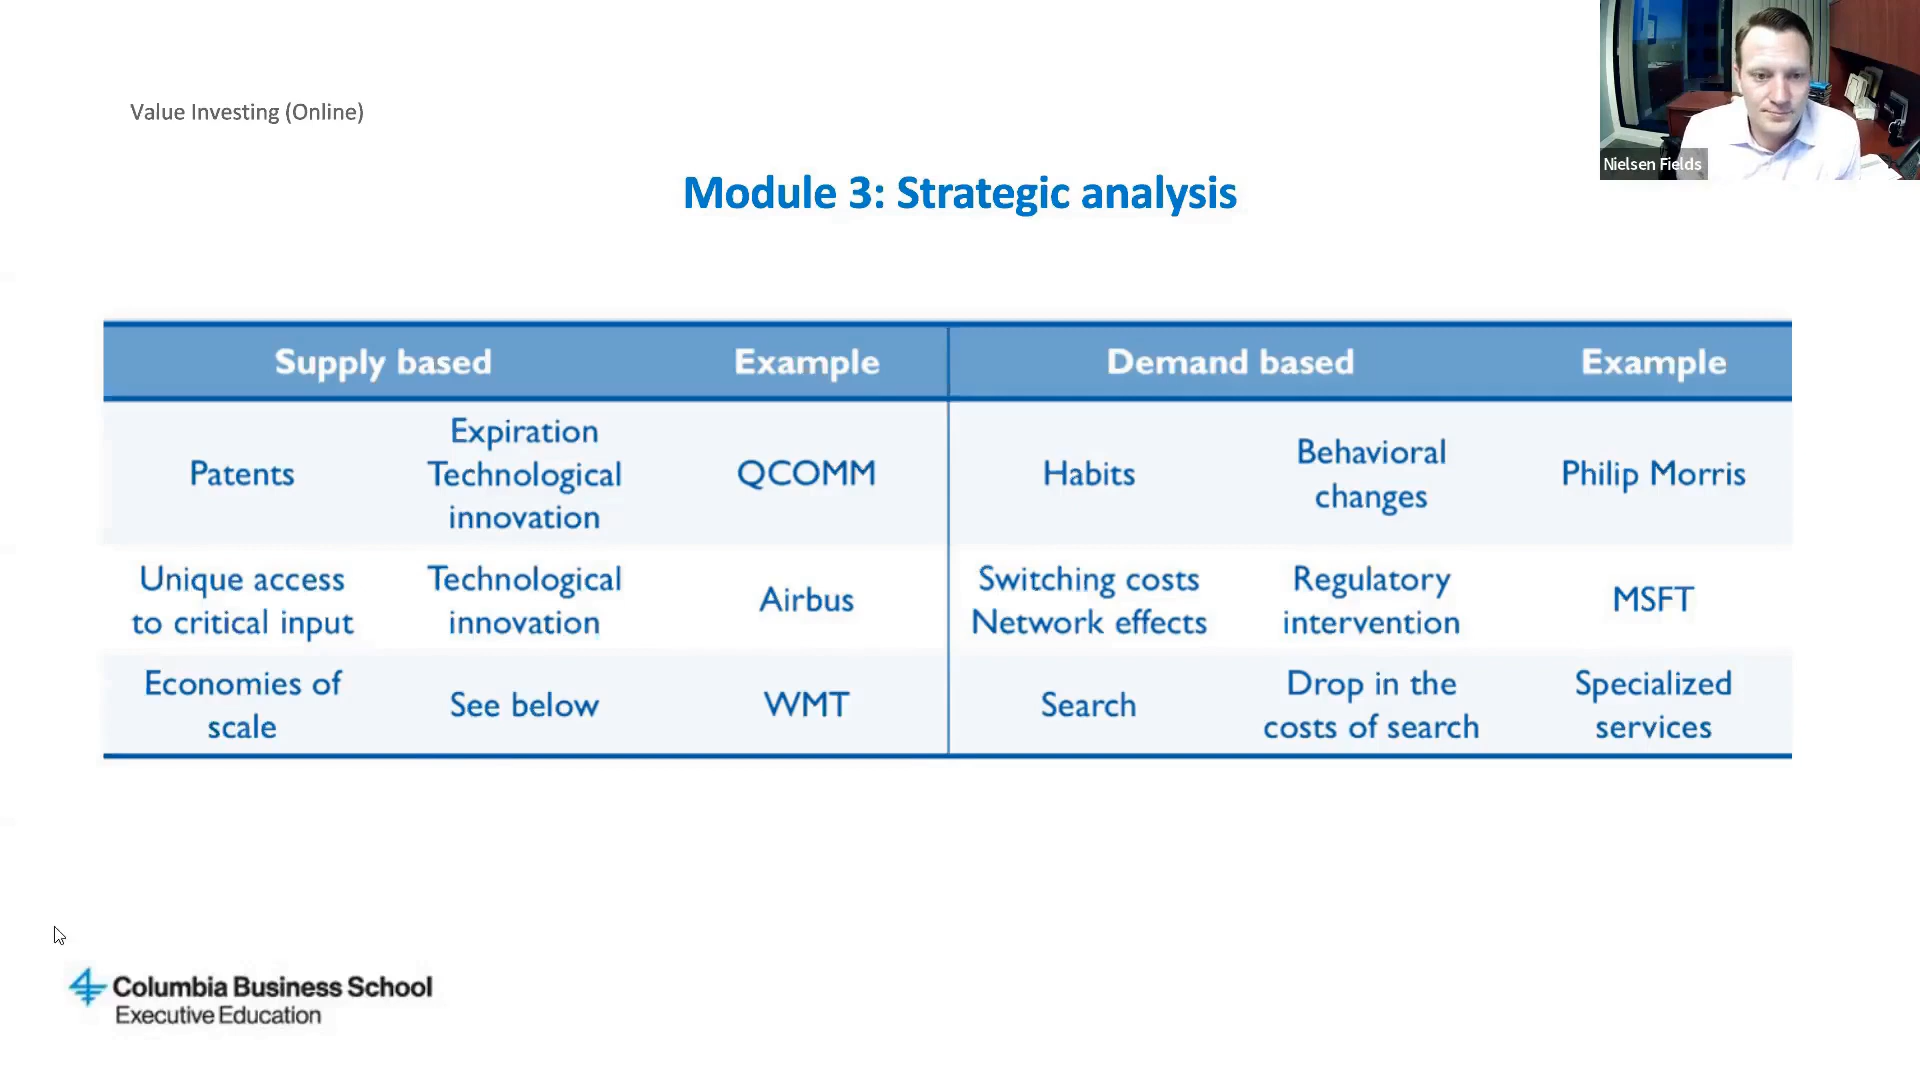 Value Investing (Online)
Nielsen Fields
Module 3: Strategic analysis
Supply based Example Demand based Example
Patents
Expiration
Technological
innovation
QCOMM
Habits
Behavioral
changes
Philip Morris
Unique access
to critical input
Technological
innovation
Airbus
Switching costs
Network effects
Regulatory
intervention
MSFT
Economies of
scale
See below
WMT
Search
Drop in the
costs of search
Specialized
services
Columbia Business School
Executive Education